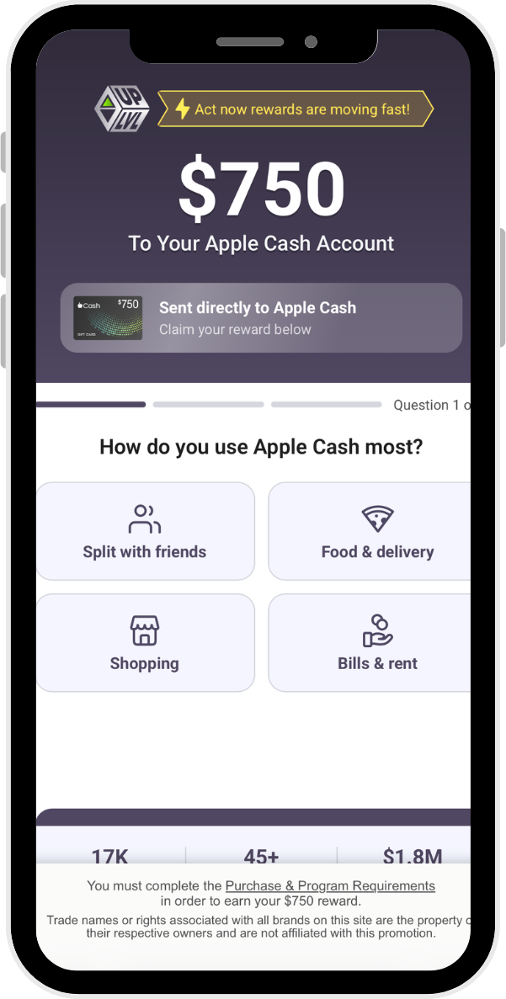 UP
LVL
Act now rewards are moving fast!
$750
To Your Apple Cash Account
Cash $750
GIFT CARD
Sent directly to Apple Cash
Claim your reward below
Question 1 o
How do you use Apple Cash most?
Split with friends
Food & delivery
Shopping
Bills & rent
17K
45+
$1.8M
You must complete the Purchase & Program Requirements
in order to earn your $750 reward.
Trade names or rights associated with all brands on this site are the property o
their respective owners and are not affiliated with this promotion.